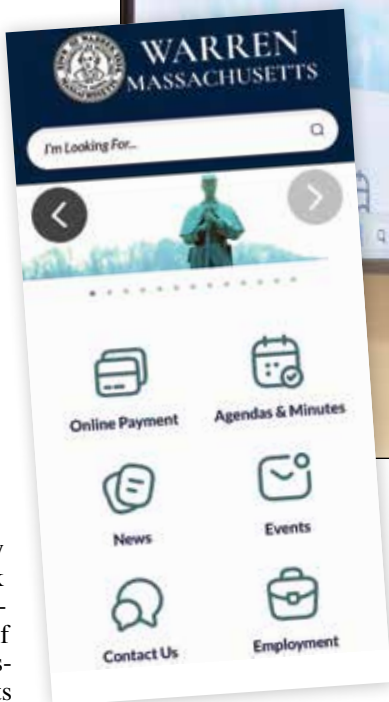 WARREN
MASSACHUSETTS
I'm Looking For...
Online Payment
Agendas & Minutes
News
Events
Contact Us
Employment